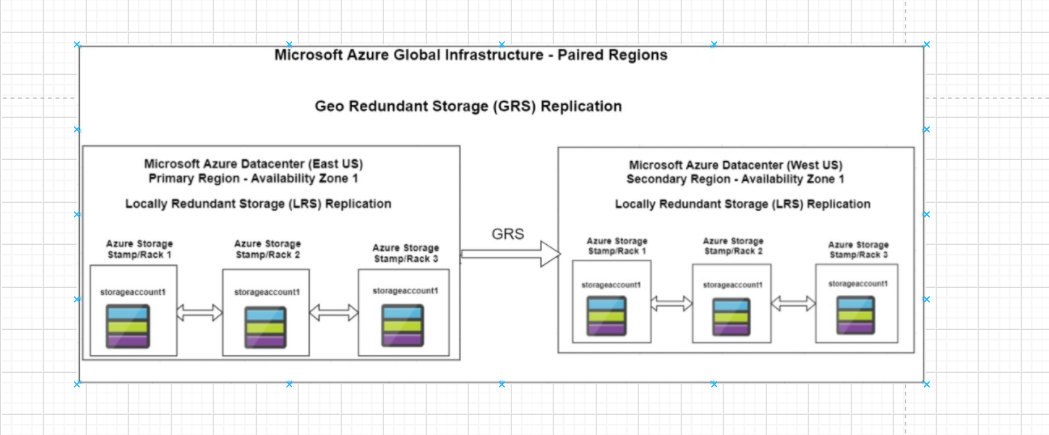 Microsoft Azure Global Infrastructure - Paired Regions
Geo Redundant Storage (GRS) Replication
Microsoft Azure Datacenter (East US)
Primary Region - Availability Zone 1
Locally Redundant Storage (LRS) Replication
Azure Storage
Stamp/Rack 1
storageaccount1
Azure Storage
Stamp/Rack 2
storageaccount1
Azure Storage
Stamp/Rack 3
storageaccount1
GRS
Microsoft Azure Datacenter (West US)
Secondary Region - Availability Zone 1
Locally Redundant Storage (LRS) Replication
Azure Storage
Stamp/Rack 1
storageaccount1
Azure Storage
Stamp/Rack 2
storageaccount1
Azure Storage
Stamp/Rack 3
storageaccount1